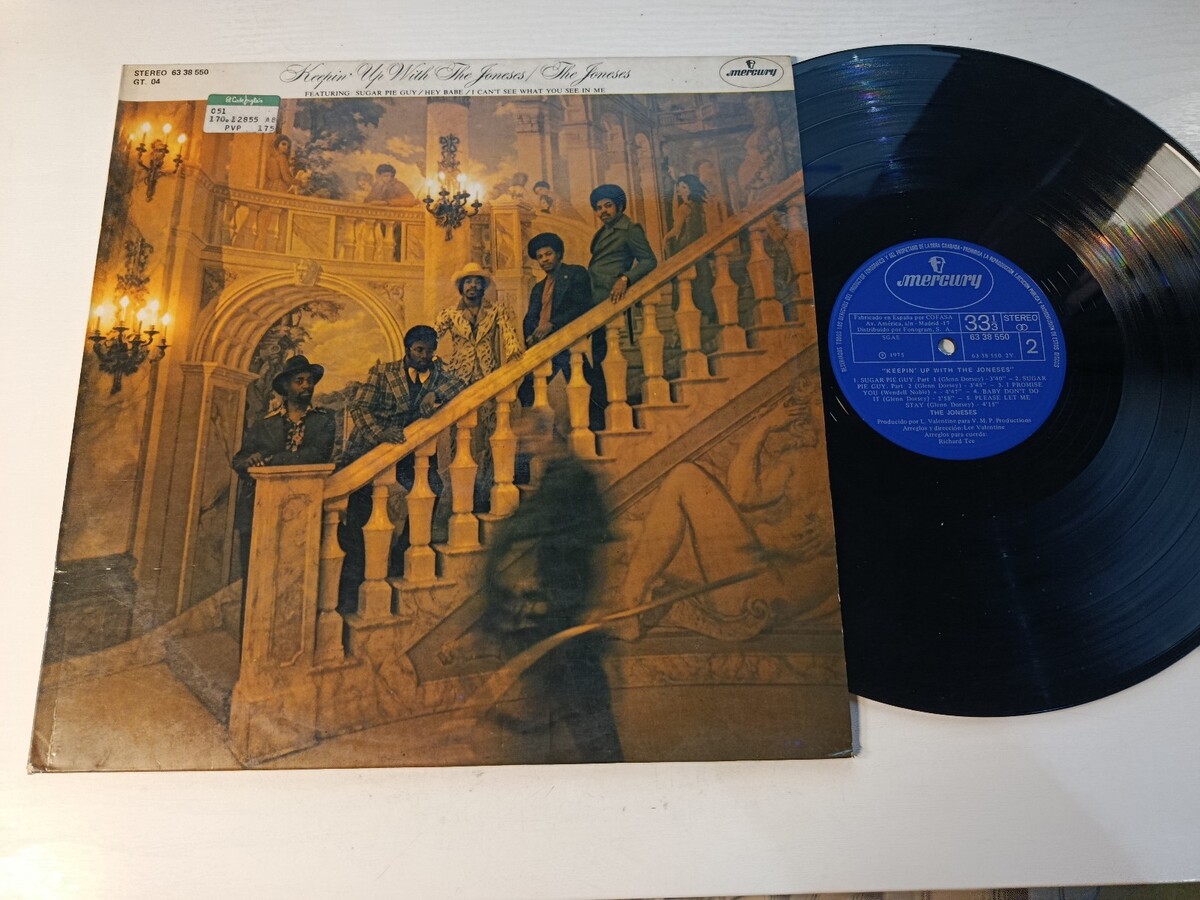 STEREO 63 38 550
GT. 04
Keepin' Up With The Joneses / The Joneses
FEATURING: SUGAR PIE GUY / HEY BABE / I CAN'T SEE WHAT YOU SEE IN ME
mercury
El Corte Inglés
051
170.12855
PVP 175
mercury
Fabricado en España por COFASA
Av. América, s/n - Madrid - 17
Distribuido por Fonogram, S. A.
SGAE
33 1/3
STEREO
63 38 550
2
63 38 550 2Y.
"KEEPIN' UP WITH THE JONESES"
1. SUGAR PIE GUY, Part 1 (Glenn Dorsey) - 3'40" - 2. SUGAR
PIE GUY, Part 2 (Glenn Dorsey) - 3'45" - 3. I PROMISE
YOU (Wendell Noble) - 4'47" - 4. BABY DON'T DO
IT (Glenn Dorsey) - 2'58" - 5. PLEASE LET ME
STAY (Glenn Dorsey) - 4'15"
THE JONESES
Producido por L. Valentine para V. M. P. Productions
Arreglos y dirección: Lee Valentine
Arreglos para cuerda:
Richard Tee